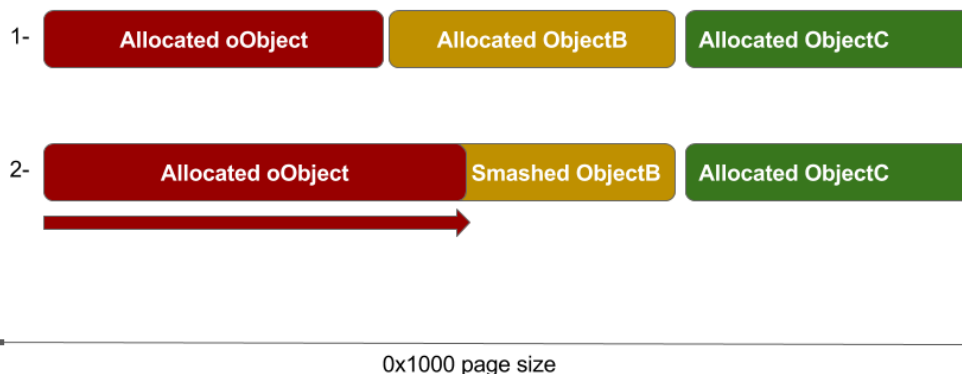 1- Allocated oObject Allocated ObjectB Allocated ObjectC
2- Allocated oObject Smashed ObjectB Allocated ObjectC
0x1000 page size